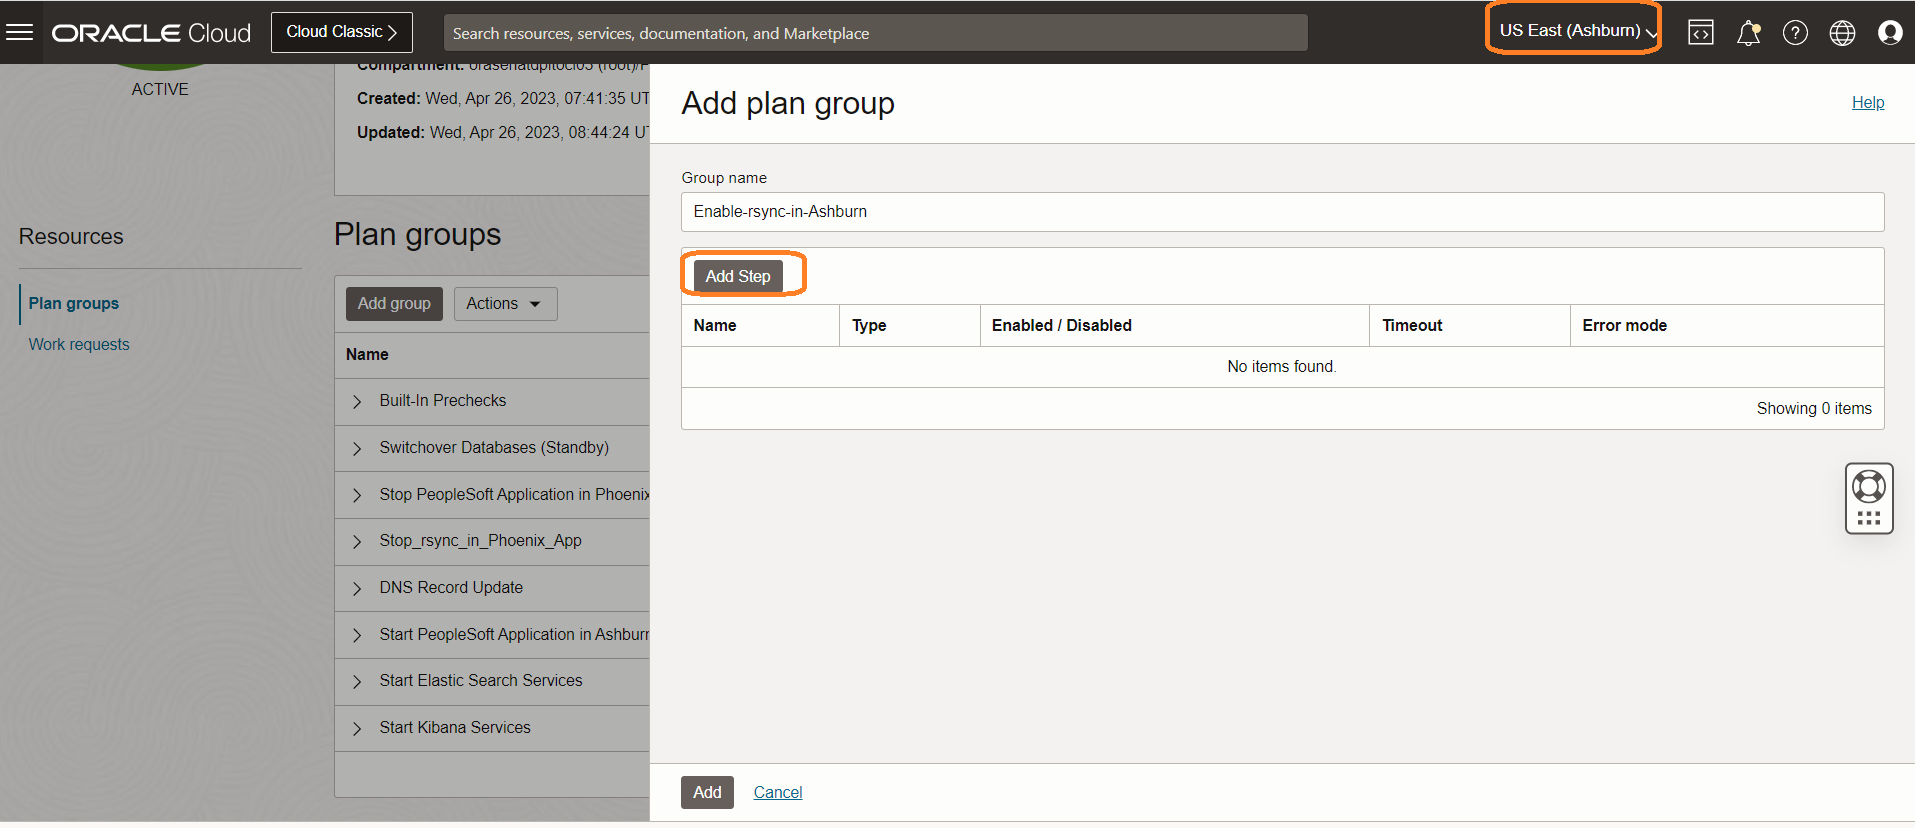 ORACLE Cloud
Cloud Classic
Search resources, services, documentation, and Marketplace
US East (Ashburn)
ACTIVE
Compartment:
Created: Wed, Apr 26, 2023, 07:41:35 UT
Updated: Wed, Apr 26, 2023, 08:44:24 U
Resources
Plan groups
Work requests
Plan groups
Add group
Actions
Name
Built-In Prechecks
Switchover Databases (Standby)
Stop PeopleSoft Application in Phoenix
Stop_rsync_in_Phoenix_App
DNS Record Update
Start PeopleSoft Application in Ashburn
Start Elastic Search Services
Start Kibana Services
Add plan group
Help
Group name
Enable-rsync-in-Ashburn
Add Step
Name Type Enabled / Disabled Timeout Error mode
No items found.
Showing 0 items
Add
Cancel